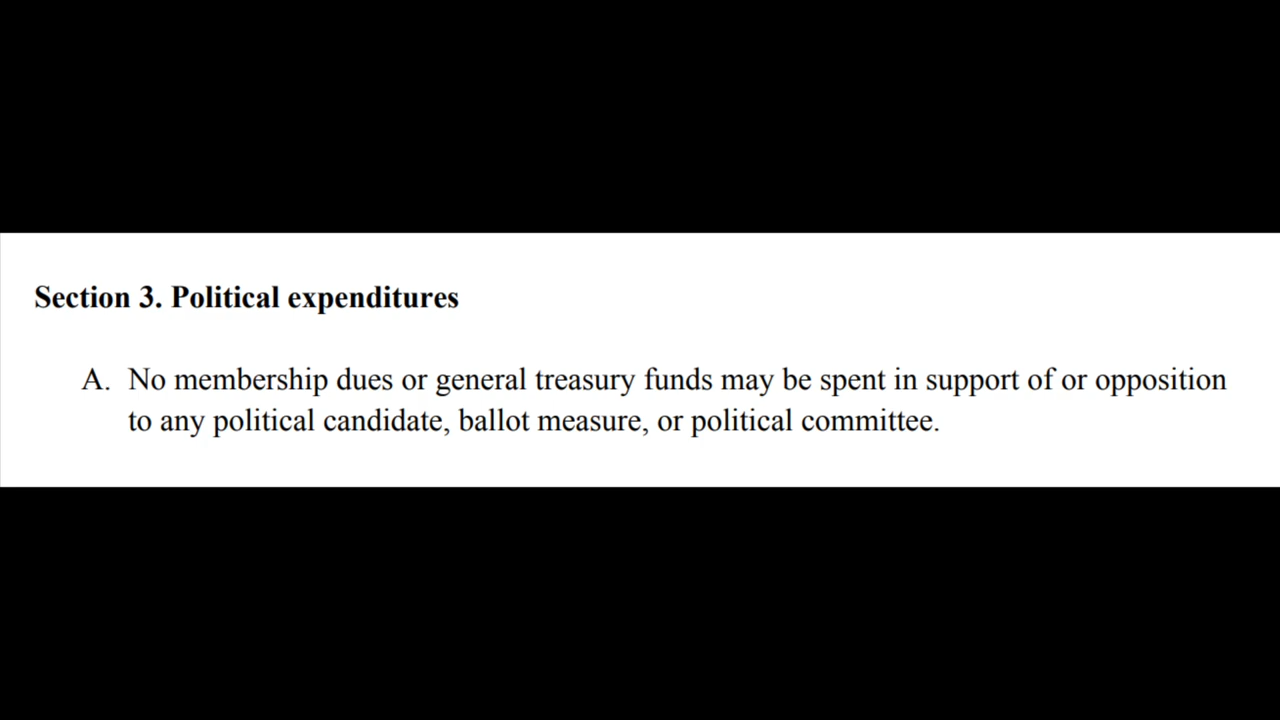 Section 3. Political expenditures
A. No membership dues or general treasury funds may be spent in support of or opposition
to any political candidate, ballot measure, or political committee.